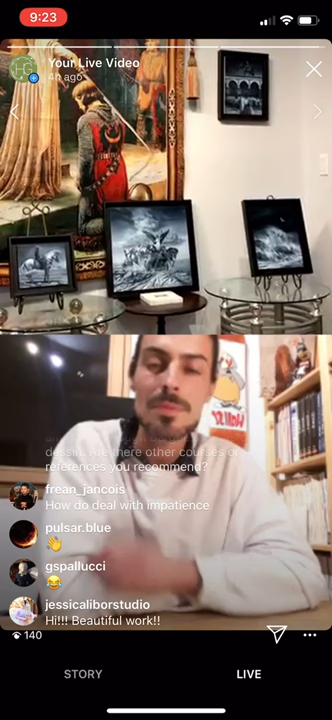 9:23
Your Live Video
4h ago
dessin. Are there other courses or
references you recommend?
frean_jancois
How do deal with impatience
pulsar.blue
👋
gspallucci
😂
jessicaliborstudio
Hi!!! Beautiful work!!
140
STORY
LIVE